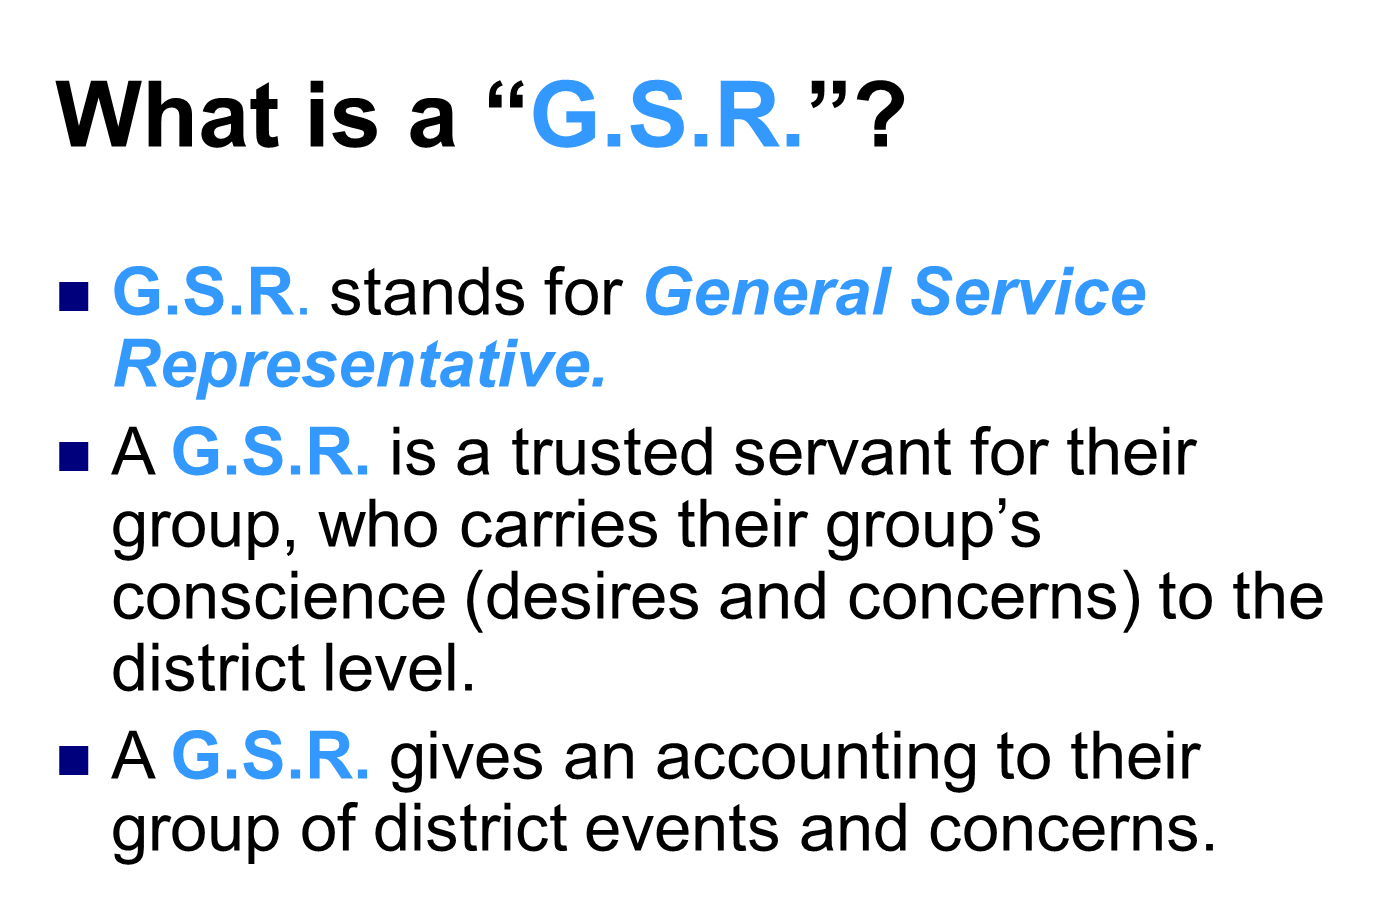 What is a “G.S.R.”?
G.S.R. stands for General Service
Representative.
A G.S.R. is a trusted servant for their
group, who carries their group’s
conscience (desires and concerns) to the
district level.
A G.S.R. gives an accounting to their
group of district events and concerns.